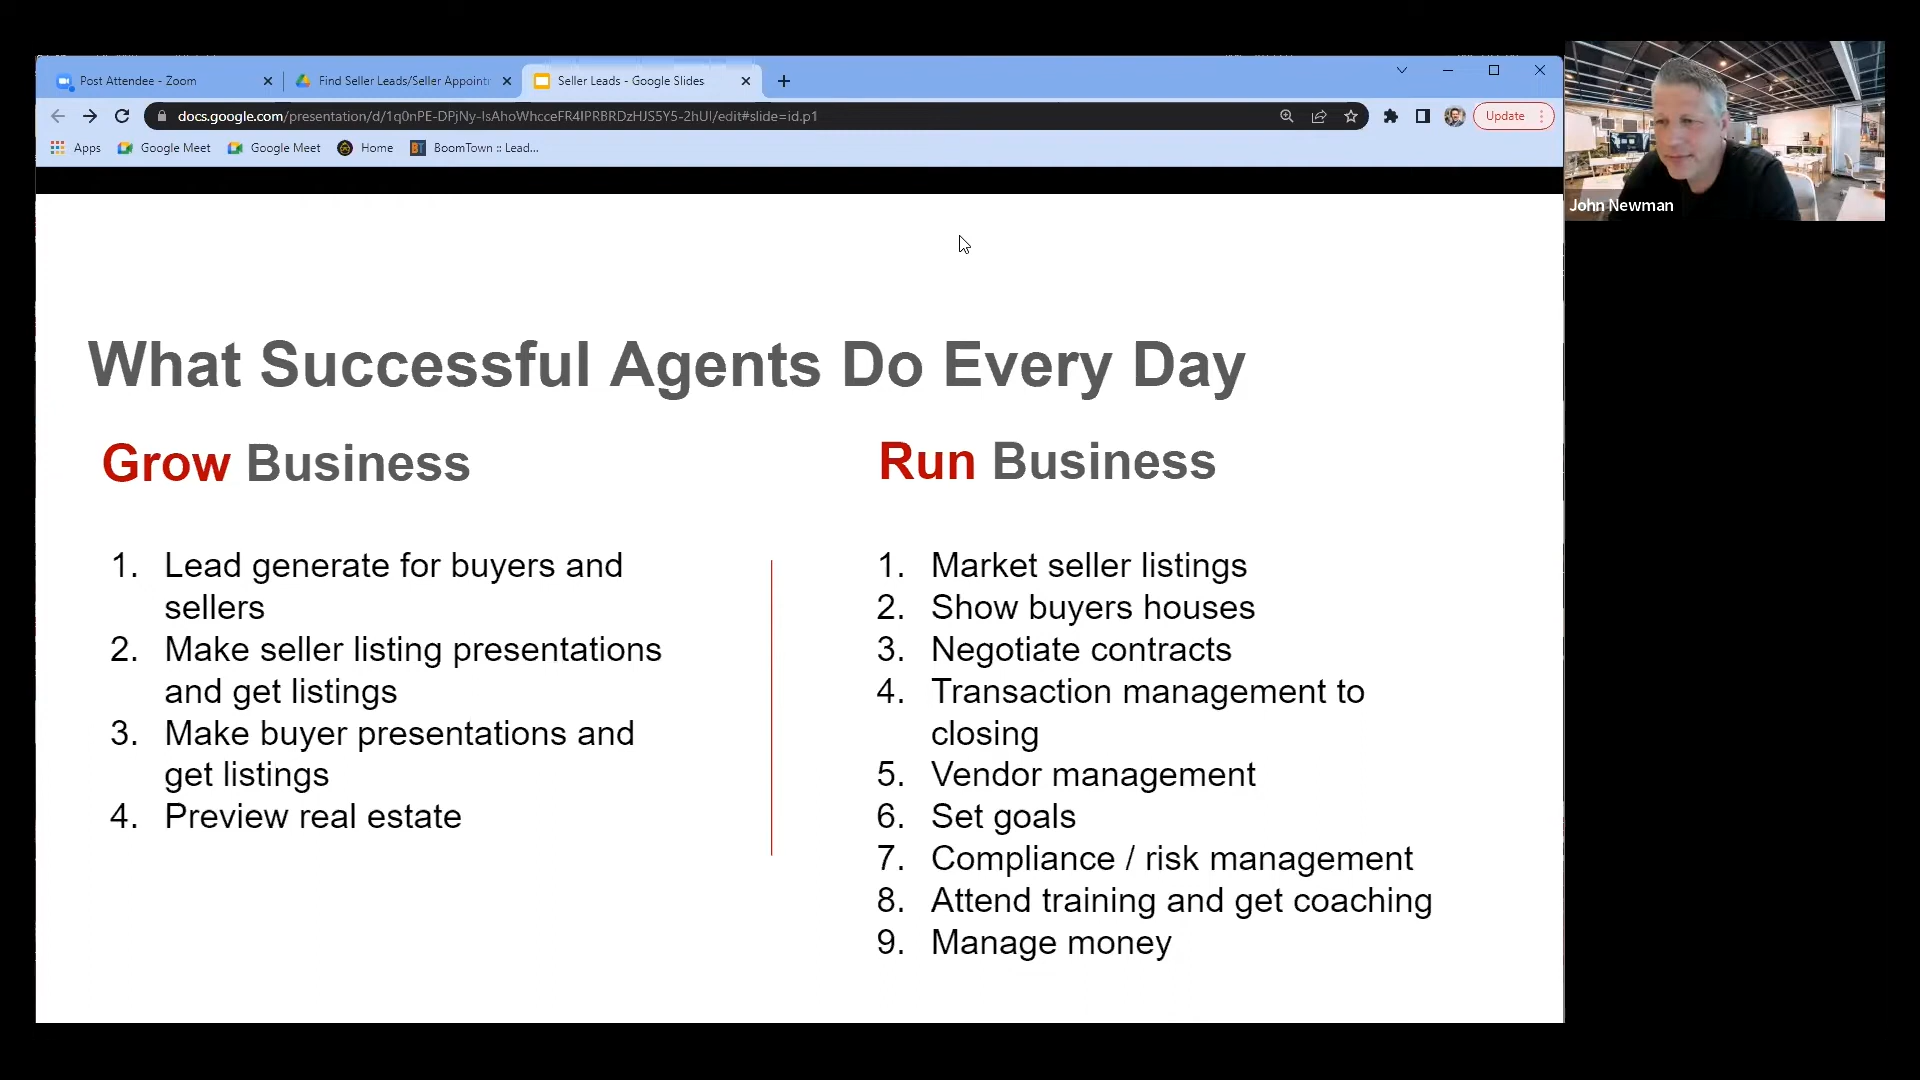 Post Attendee - Zoom
Find Seller Leads/Seller Appoint
Seller Leads - Google Slides
docs.google.com/presentation/d/1q0nPE-DPjNy-IsAhoWhcceFR4IPRBRDzHJS5Y5-2hUI/edit#slide=id.p1
Update
Apps
Google Meet
Google Meet
Home
BoomTown :: Lead...
John Newman
What Successful Agents Do Every Day
Grow Business
1. Lead generate for buyers and
sellers
2. Make seller listing presentations
and get listings
3. Make buyer presentations and
get listings
4. Preview real estate
Run Business
1. Market seller listings
2. Show buyers houses
3. Negotiate contracts
4. Transaction management to
closing
5. Vendor management
6. Set goals
7. Compliance / risk management
8. Attend training and get coaching
9. Manage money